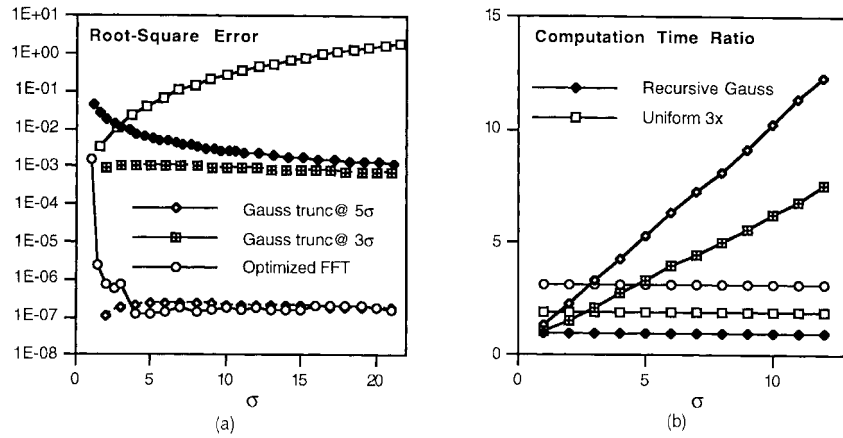 Root-Square Error
1E+01
1E+00
1E-01
1E-02
1E-03
1E-04
1E-05
1E-06
1E-07
1E-08
Gauss trunc@ 5σ
Gauss trunc@ 3σ
Optimized FFT
0
5
10
15
20
σ
(a)
Computation Time Ratio
15
10
5
0
Recursive Gauss
Uniform 3x
0
5
10
σ
(b)